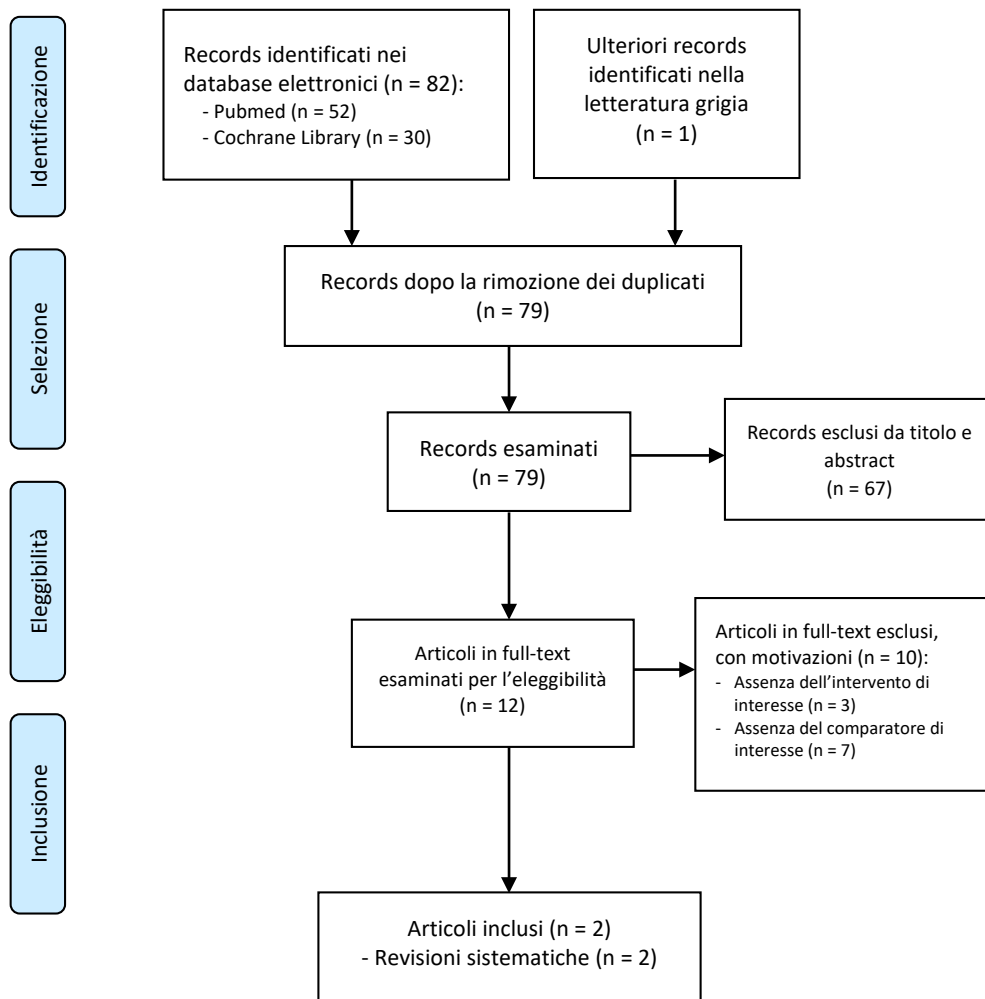 Identificazione
Records identificati nei
database elettronici (n = 82):
- Pubmed (n = 52)
- Cochrane Library (n = 30)
Ulteriori records
identificati nella
letteratura grigia
(n = 1)
Selezione
Records dopo la rimozione dei duplicati
(n = 79)
Records esaminati
(n = 79)
Records esclusi da titolo e
abstract
(n = 67)
Eleggibilità
Articoli in full-text
esaminati per l’eleggibilità
(n = 12)
Articoli in full-text esclusi,
con motivazioni (n = 10):
- Assenza dell’intervento di
interesse (n = 3)
- Assenza del comparatore di
interesse (n = 7)
Inclusione
Articoli inclusi (n = 2)
- Revisioni sistematiche (n = 2)